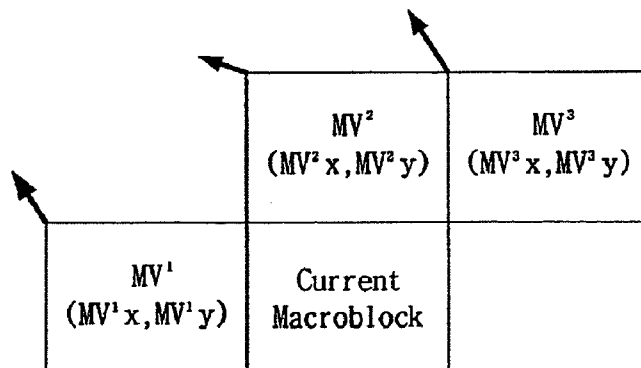 MV²
(MV²x,MV²y)
MV³
(MV³x,MV³y)
MV¹
(MV¹x,MV¹y)
Current
Macroblock